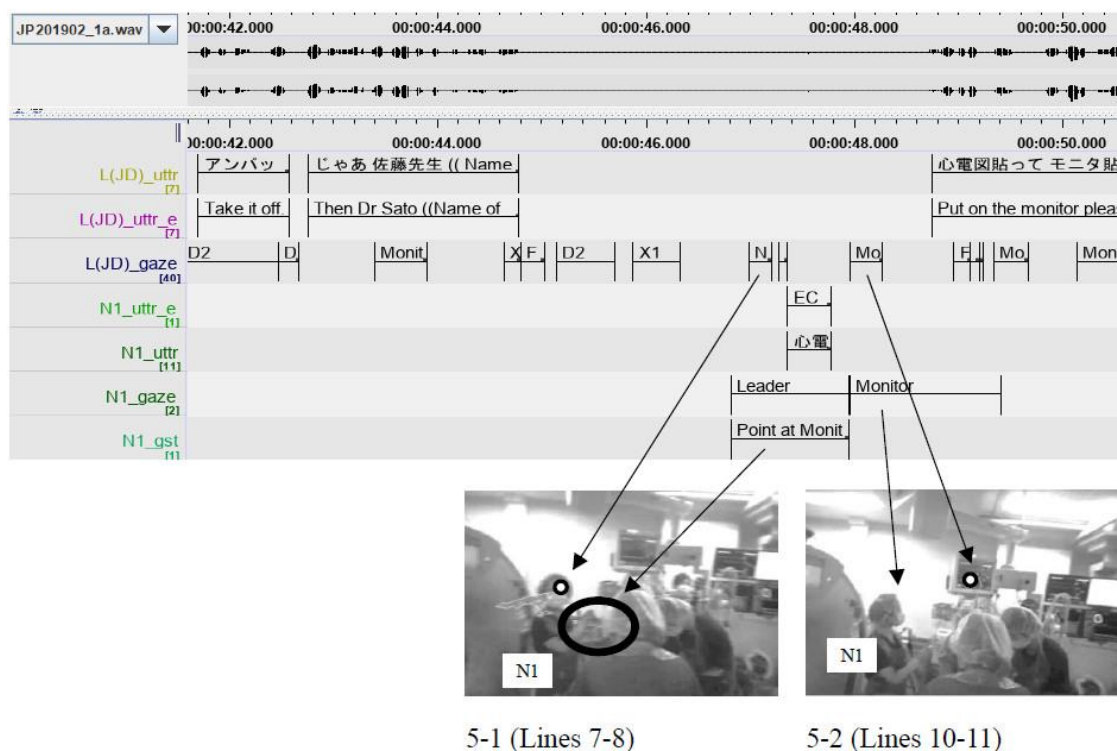 JP201902_1a.wav
00:00:42.000 00:00:44.000 00:00:46.000 00:00:48.000 00:00:50.000
00:00:42.000 00:00:44.000 00:00:46.000 00:00:48.000 00:00:50.000
L(JD)_uttr [7] アンバッ じゃあ 佐藤先生 (( Name 心電図貼って モニタ貼
L(JD)_uttr_e [7] Take it off. Then Dr Sato ((Name of Put on the monitor pleas
L(JD)_gaze [40] D2 D Monit X F D2 X1 N Mo F Mo Mon
N1_uttr_e [1] EC
N1_uttr [11] 心電
N1_gaze [2] Leader Monitor
N1_gst [1] Point at Monit
N1 N1
5-1 (Lines 7-8) 5-2 (Lines 10-11)